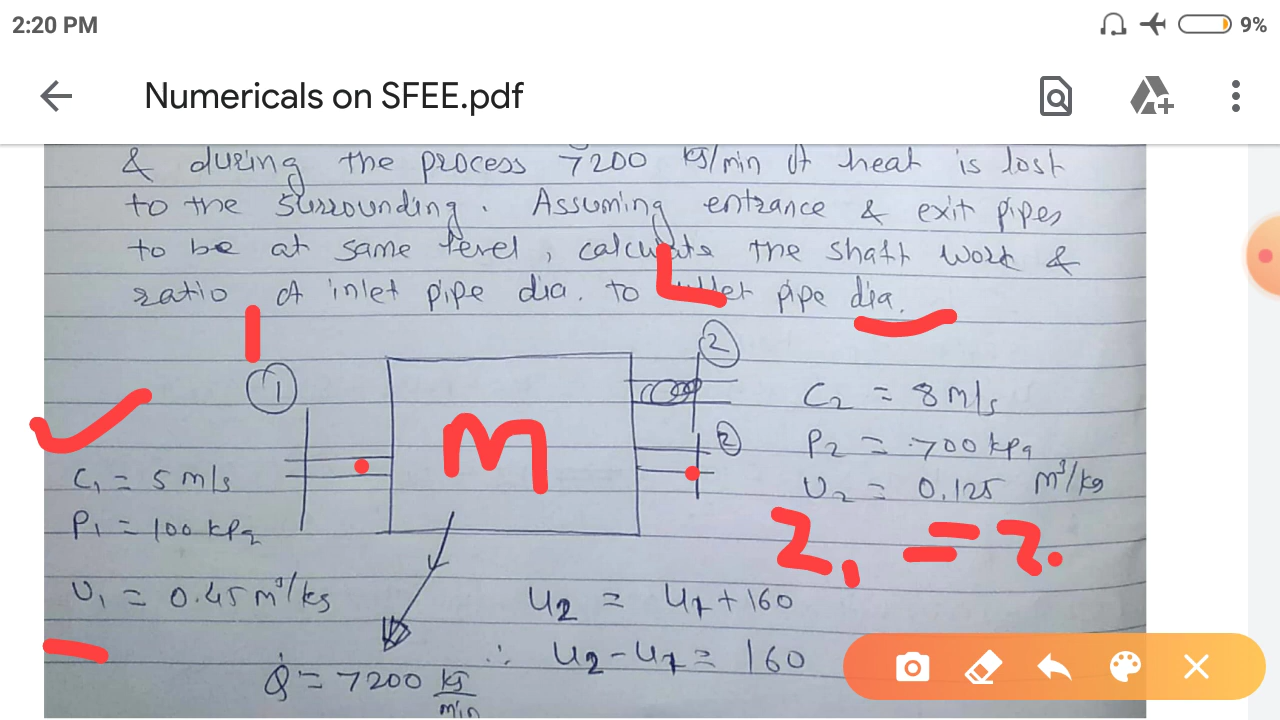 2:20 PM
9%
Numericals on SFEE.pdf
& during the process 7200 kJ/min of heat is lost
to the surrounding. Assuming entrance & exit pipes
to be at same level, calculate the shaft work &
ratio of inlet pipe dia. to outlet pipe dia.
1
L
2
1
C2 = 8 m/s
M
2
P2 = 700 kPa
C1 = 5 m/s
υ2 = 0.125 m³/kg
P1 = 100 kPa
Z1 = Z.
υ1 = 0.45 m³/kg
u2 = u1 + 160
∴ u2 - u1 = 160
Q̇ = 7200 kJ/min